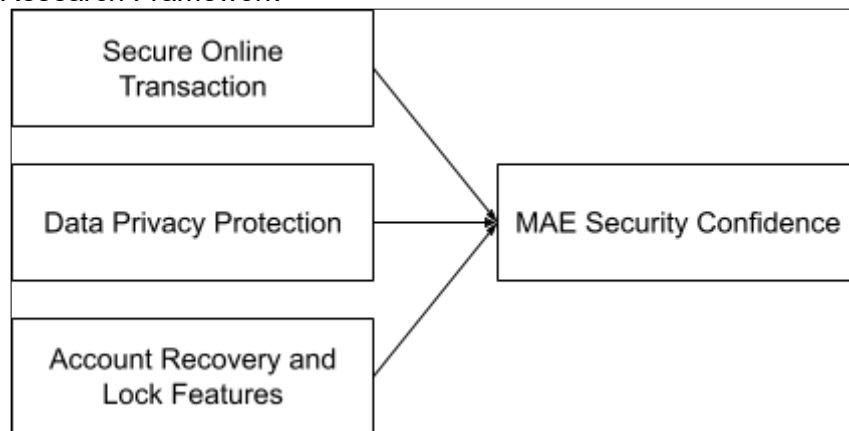 Research Framework
Secure Online
Transaction
Data Privacy Protection
MAE Security Confidence
Account Recovery and
Lock Features